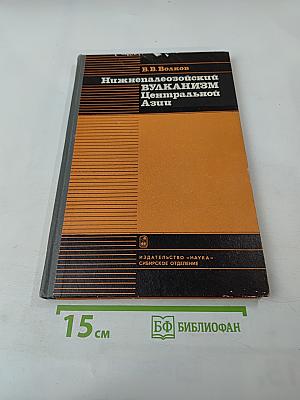 В.В. Волков
Нижнепалеозойский
ВУЛКАНИЗМ
Центральной
Азии
ИЗДАТЕЛЬСТВО «НАУКА»
СИБИРСКОЕ ОТДЕЛЕНИЕ
15 см
БФ БИБЛИОФАН